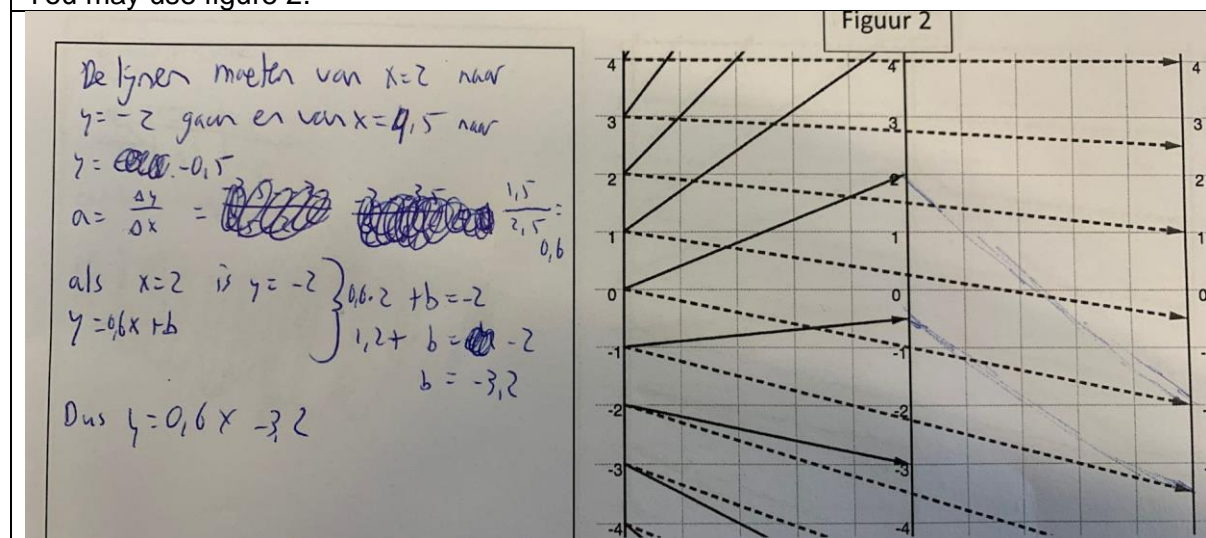 You may use figure 2.
Figuur 2
De lijnen moeten van x=2 naar
y=-2 gaan en van x=4,5 naar
y= -0,5
a= Δy/Δx = 1,5/2,5 = 0,6
als x=2 is y=-2
y=0,6x+b
0,6·2 +b=-2
1,2+ b= -2
b = -3,2
Dus y=0,6x -3,2
4 4 4
3 3 3
2 2 2
1 1 1
0 0 0
-1 -1
-2 -2
-3 -3
-4 -4